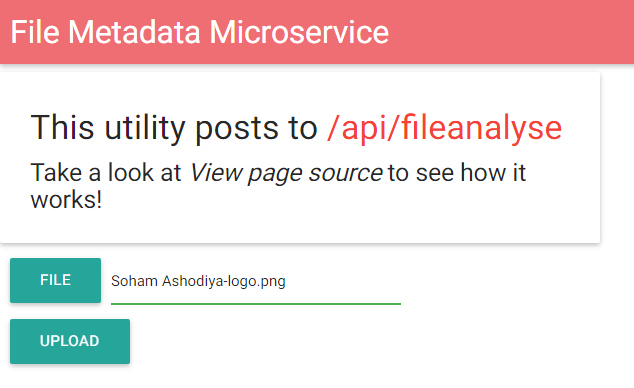 File Metadata Microservice
This utility posts to /api/fileanalyse
Take a look at View page source to see how it
works!
FILE
Soham Ashodiya-logo.png
UPLOAD